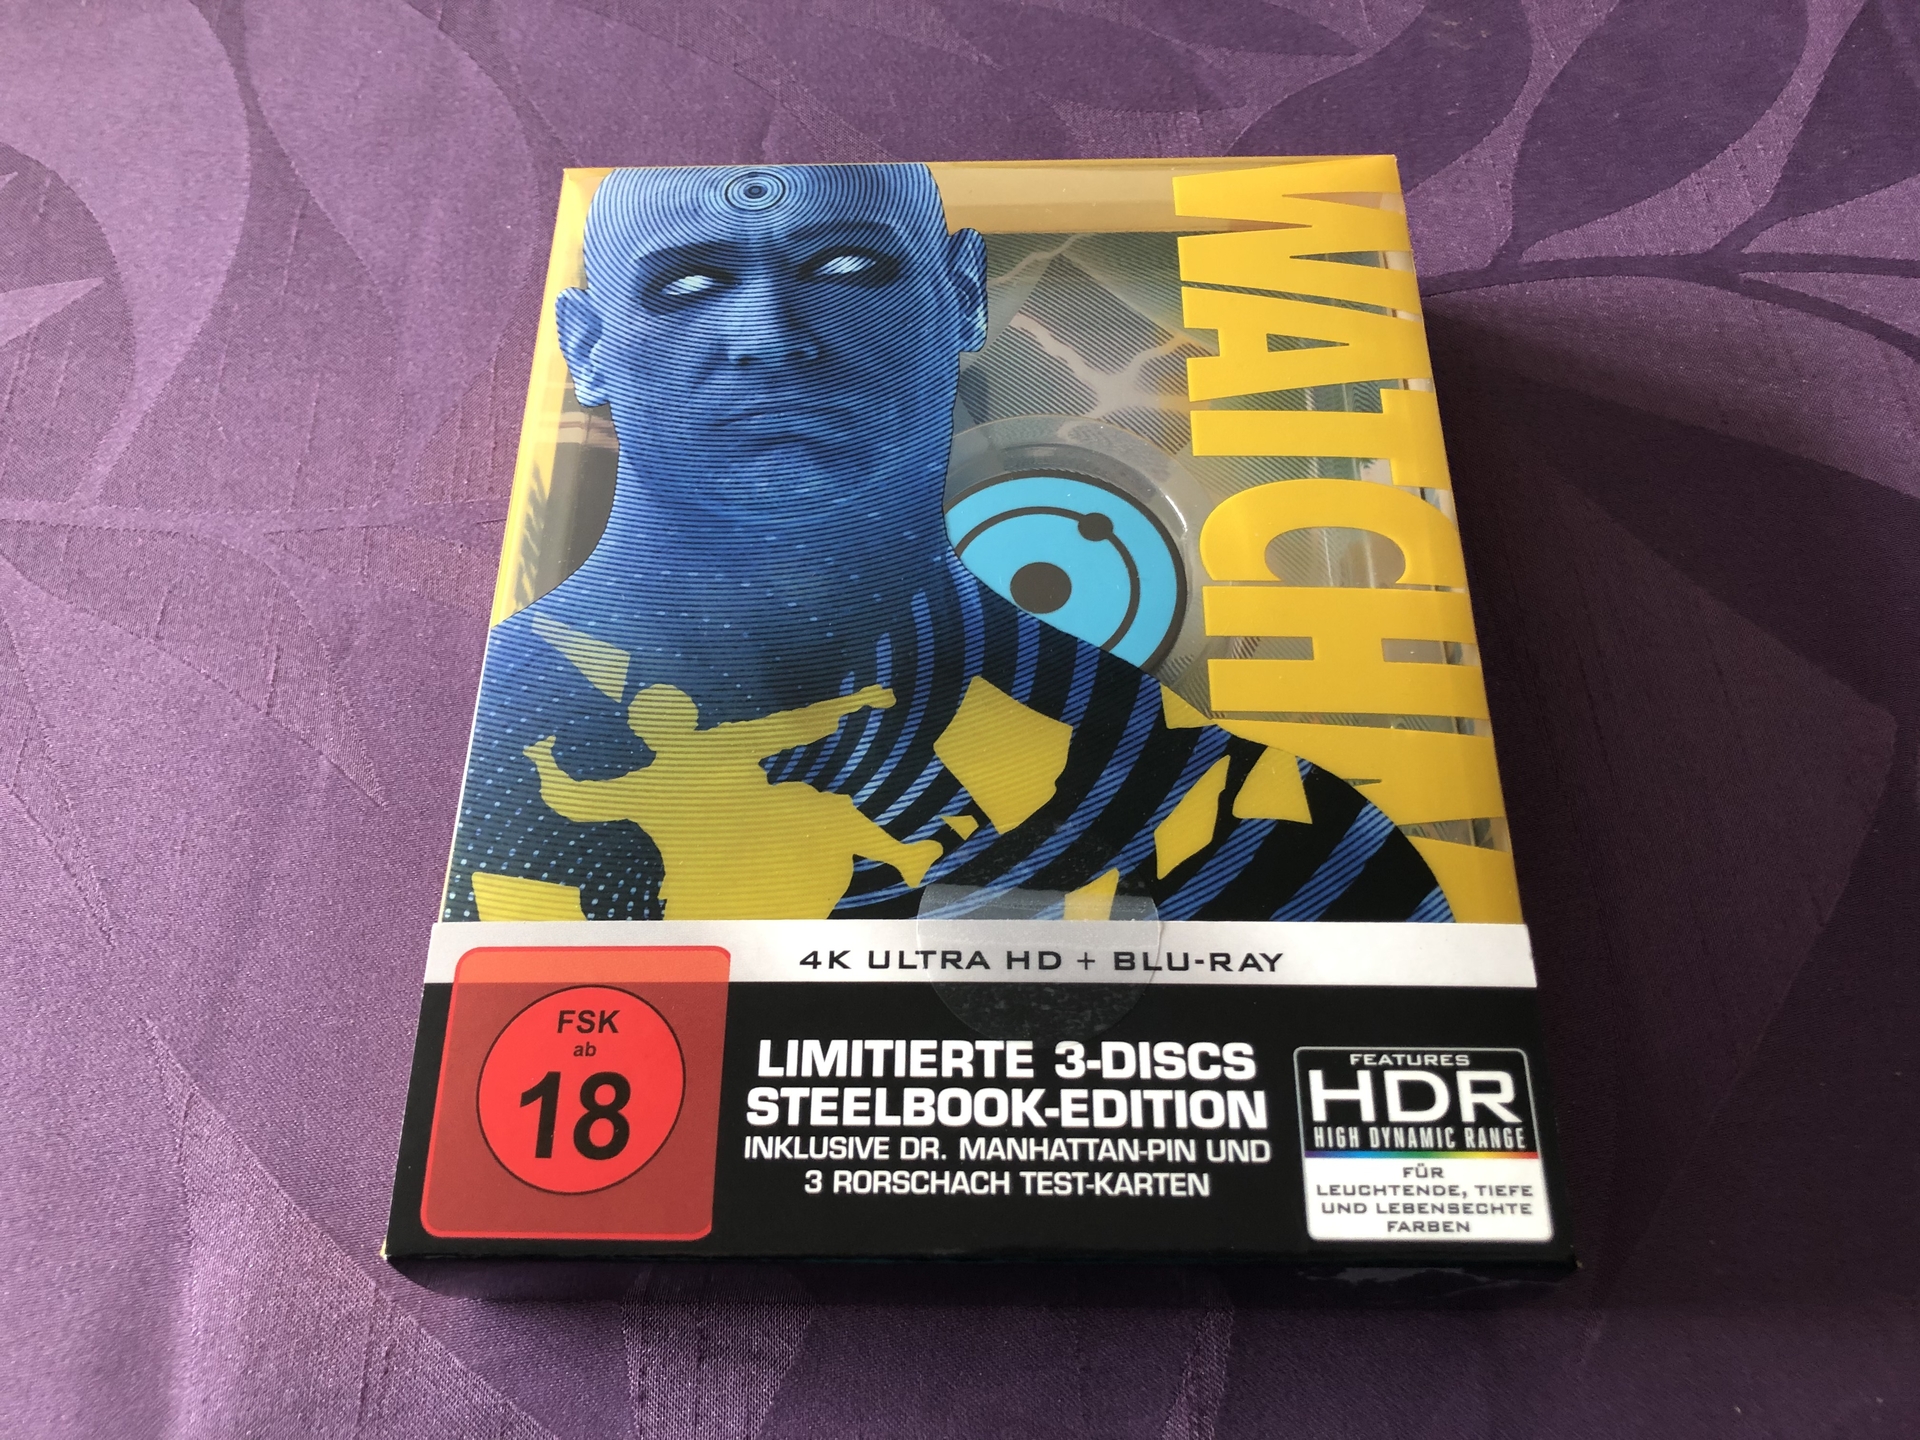 WATCHM
4K ULTRA HD + BLU-RAY
FSK
ab
18
LIMITIERTE 3-DISCS
STEELBOOK-EDITION
INKLUSIVE DR. MANHATTAN-PIN UND
3 RORSCHACH TEST-KARTEN
FEATURES
HDR
HIGH DYNAMIC RANGE
FÜR
LEUCHTENDE, TIEFE
UND LEBENSECHTE
FARBEN